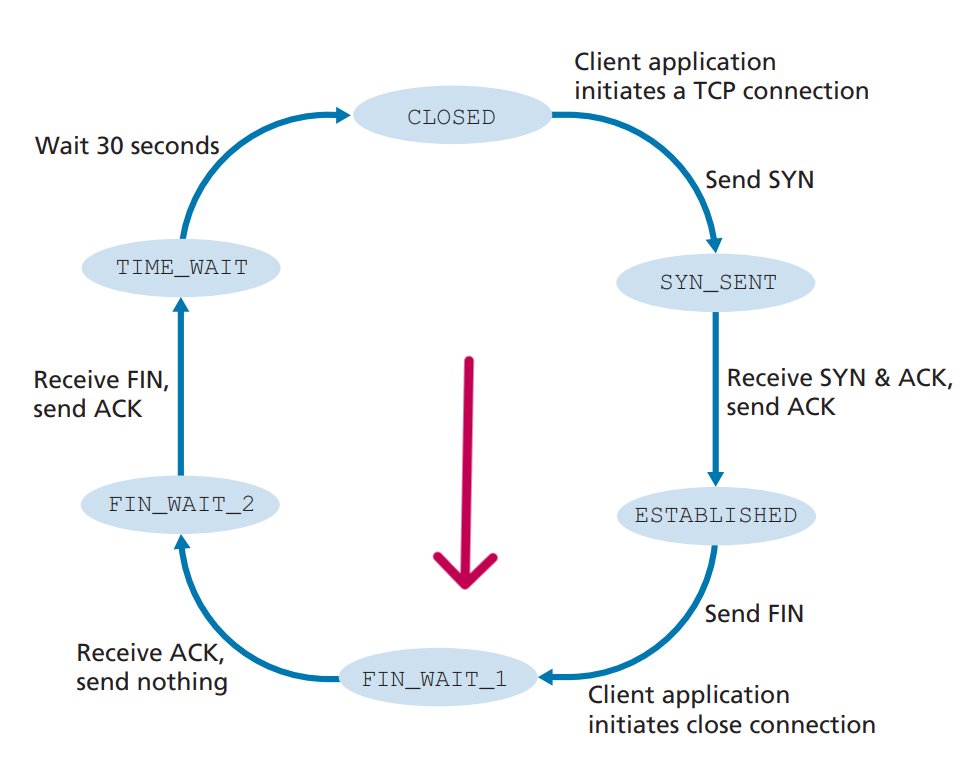 Client application
initiates a TCP connection
CLOSED
Wait 30 seconds
Send SYN
TIME_WAIT
SYN_SENT
Receive FIN,
send ACK
Receive SYN & ACK,
send ACK
FIN_WAIT_2
ESTABLISHED
Send FIN
Receive ACK,
send nothing
FIN_WAIT_1
Client application
initiates close connection